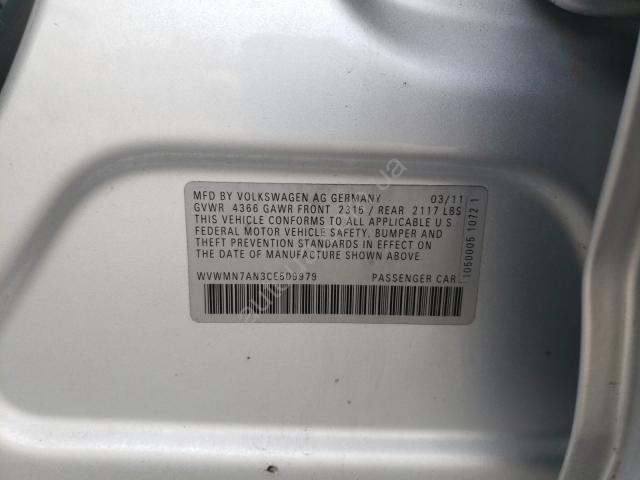 MFD BY VOLKSWAGEN AG GERMANY 03/11
GVWR 4366 GAWR FRONT 2315 / REAR 2117 LBS
THIS VEHICLE CONFORMS TO ALL APPLICABLE U S
FEDERAL MOTOR VEHICLE SAFETY, BUMPER AND
THEFT PREVENTION STANDARDS IN EFFECT ON
THE DATE OF MANUFACTURE SHOWN ABOVE
WVWMN7AN3CE509979 PASSENGER CAR
1050005 1072 1